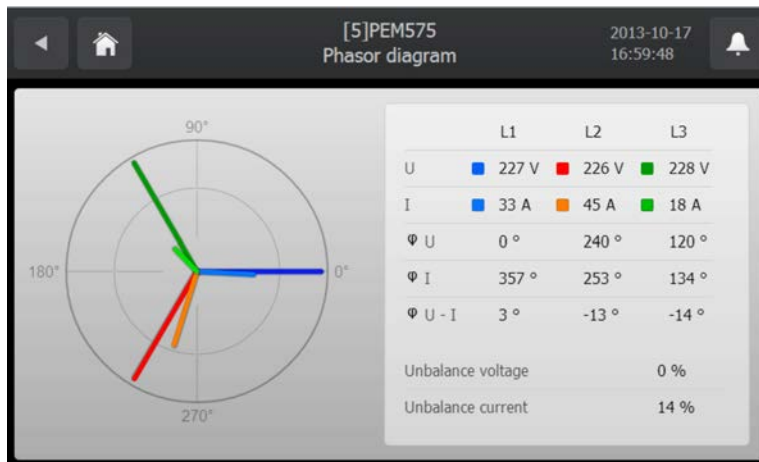 [5]PEM575
Phasor diagram
2013-10-17
16:59:48
90°
180°
0°
270°
L1 L2 L3
U 227 V 226 V 228 V
I 33 A 45 A 18 A
φ U 0 ° 240 ° 120 °
φ I 357 ° 253 ° 134 °
φ U - I 3 ° -13 ° -14 °
Unbalance voltage 0 %
Unbalance current 14 %